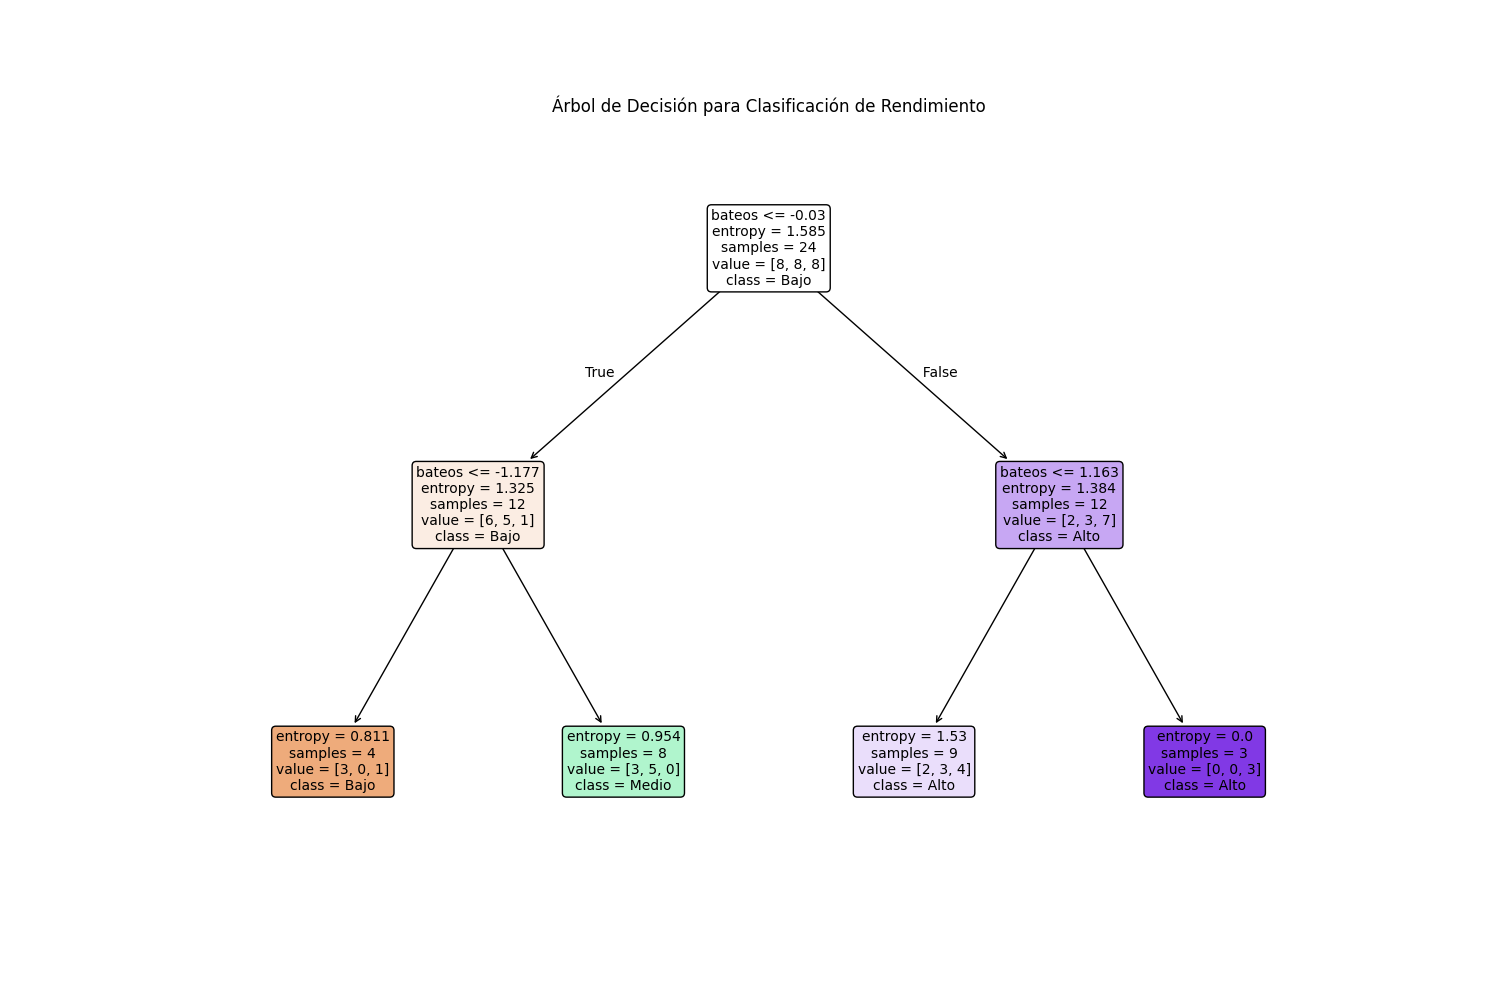 Árbol de Decisión para Clasificación de Rendimiento
bateos <= -0.03
entropy = 1.585
samples = 24
value = [8, 8, 8]
class = Bajo
True
False
bateos <= -1.177
entropy = 1.325
samples = 12
value = [6, 5, 1]
class = Bajo
bateos <= 1.163
entropy = 1.384
samples = 12
value = [2, 3, 7]
class = Alto
entropy = 0.811
samples = 4
value = [3, 0, 1]
class = Bajo
entropy = 0.954
samples = 8
value = [3, 5, 0]
class = Medio
entropy = 1.53
samples = 9
value = [2, 3, 4]
class = Alto
entropy = 0.0
samples = 3
value = [0, 0, 3]
class = Alto